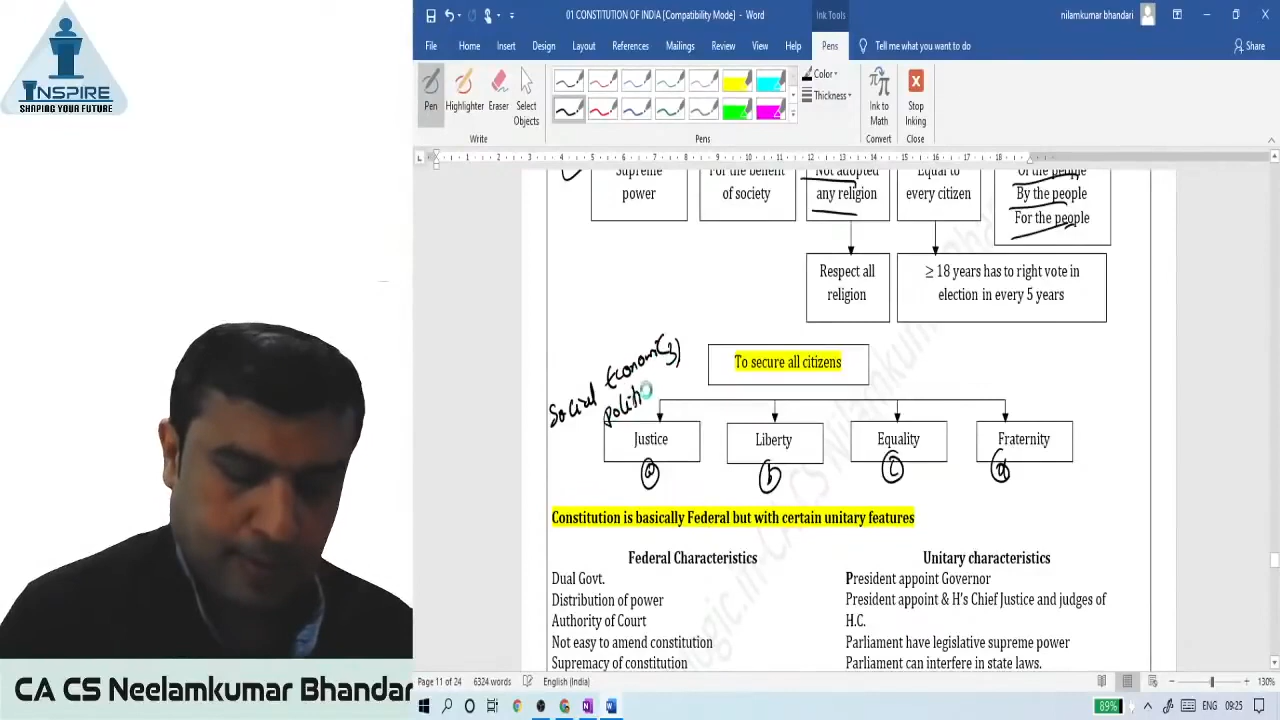 INSPIRE
SHAPING YOUR FUTURE
01 CONSTITUTION OF INDIA [Compatibility Mode] - Word
Ink Tools
nilamkumar bhandari
File Home Insert Design Layout References Mailings Review View Help Pens Tell me what you want to do Share
Pen Highlighter Eraser Select Objects
Color
Thickness
Ink to Math
Stop Inking
Write Pens Convert Close
Supreme power
For the benefit of society
Not adopted any religion
Equal to every citizen
Of the people
By the people
For the people
Respect all religion
≥ 18 years has to right vote in election in every 5 years
To secure all citizens
Social Economi(3)
politi
Justice Liberty Equality Fraternity
a b c d
Constitution is basically Federal but with certain unitary features
Federal Characteristics
Dual Govt.
Distribution of power
Authority of Court
Not easy to amend constitution
Supremacy of constitution
Unitary characteristics
President appoint Governor
President appoint & H's Chief Justice and judges of
H.C.
Parliament have legislative supreme power
Parliament can interfere in state laws.
Page 11 of 24 6324 words English (India) 130%
CA CS Neelamkumar Bhandar
89% ENG 09:25